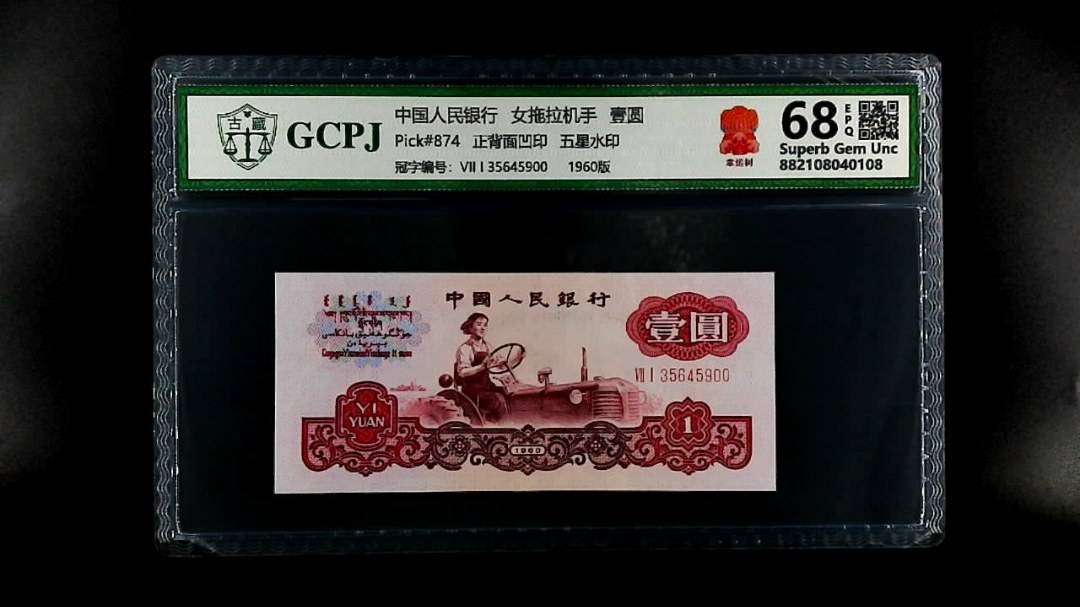 古藏
GCPJ
中国人民银行 女拖拉机手 壹圆
Pick#874 正背面凹印 五星水印
冠字编号: VII I 35645900 1960版
幸运树
68
EPQ
Superb Gem Unc
882108040108
中國人民銀行
壹圓
VII I 35645900
YI
YUAN
1
1960